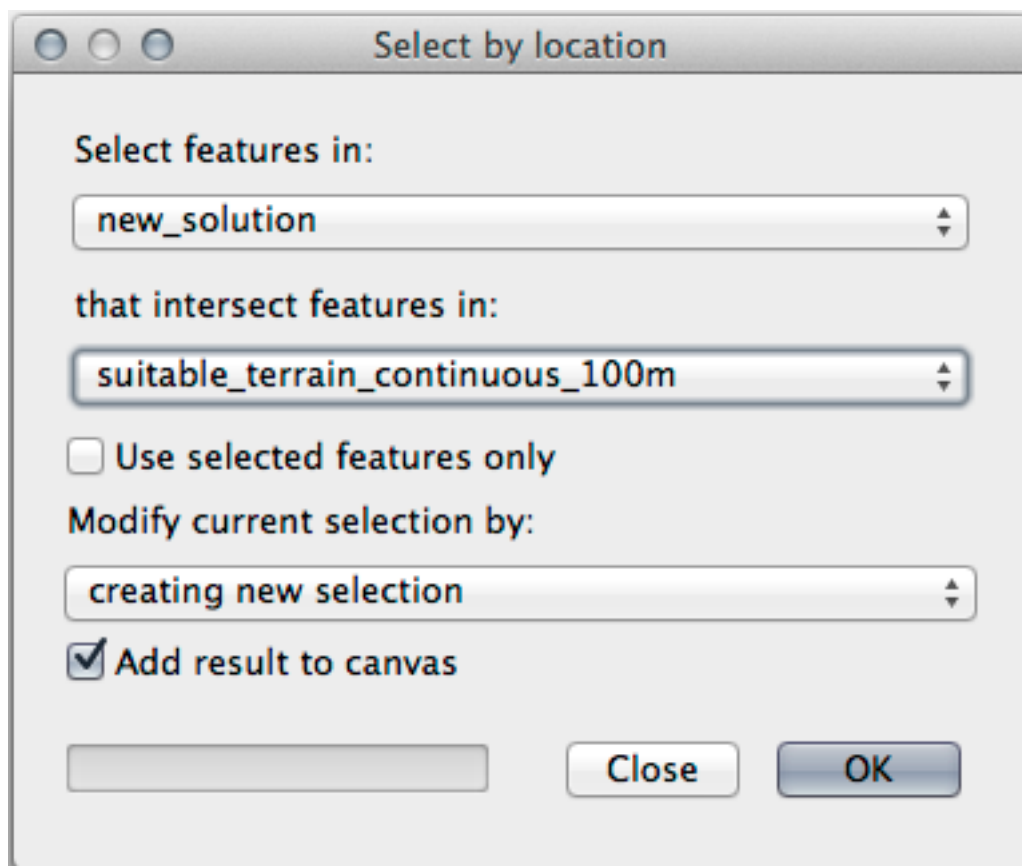 Select by location
Select features in:
new_solution
that intersect features in:
suitable_terrain_continuous_100m
Use selected features only
Modify current selection by:
creating new selection
Add result to canvas
Close OK